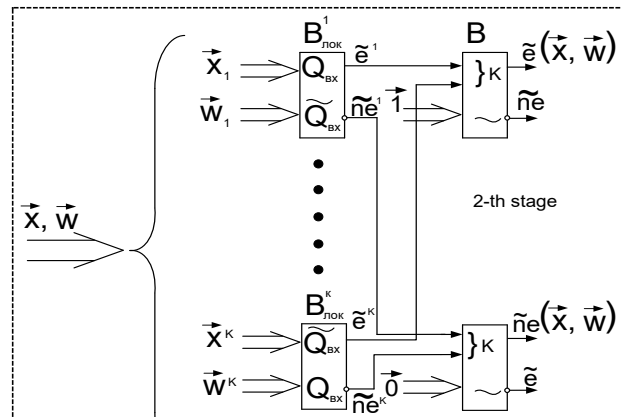 B¹лок
B
x⃗₁
Qвх
ẽ¹
} K
ẽ(x⃗, w⃗)
w⃗₁
Q̃вх
ñe¹
1⃗
~
ñe
2-th stage
x⃗, w⃗
Bᴷлок
x⃗ᴷ
Q̃вх
ẽᴷ
} K
ñe(x⃗, w⃗)
w⃗ᴷ
Qвх
ñeᴷ
0⃗
~
ẽ